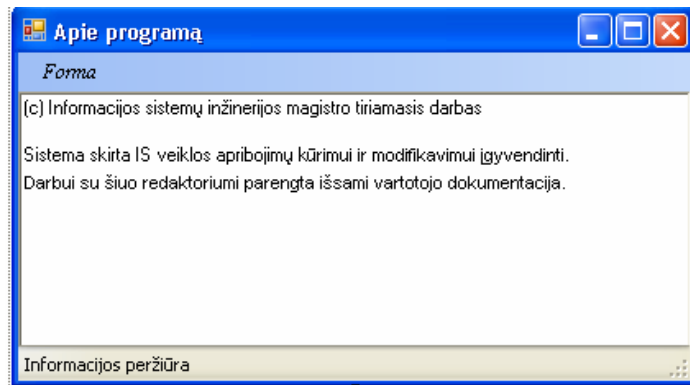 Apie programą
Forma
(c) Informacijos sistemų inžinerijos magistro tiriamasis darbas
Sistema skirta IS veiklos apribojimų kūrimui ir modifikavimui įgyvendinti.
Darbui su šiuo redaktoriumi parengta išsami vartotojo dokumentacija.
Informacijos peržiūra